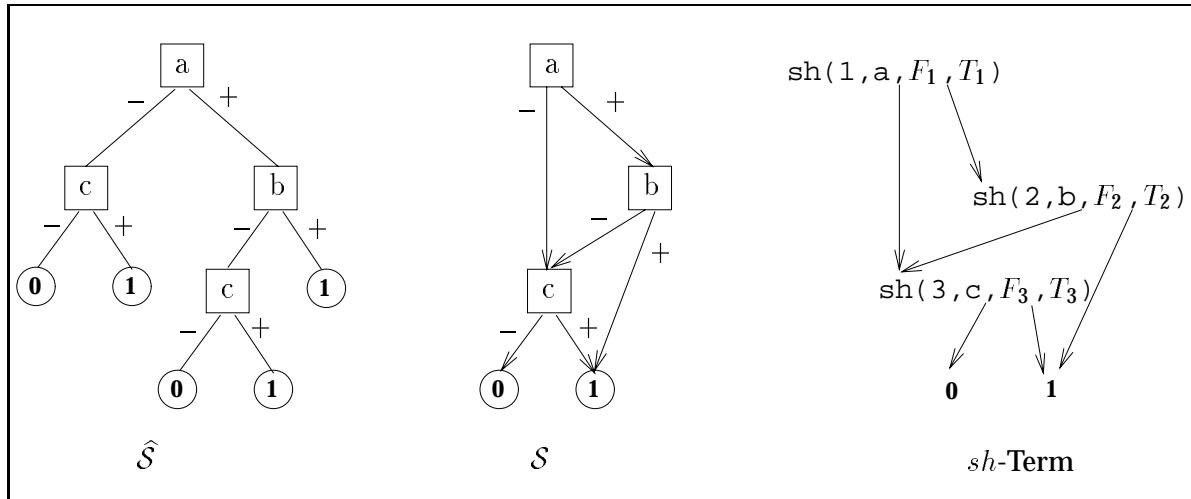 a
− +
c b
− + − +
0 1 c 1
− +
0 1
Ŝ
a
− +
b
− +
c
− +
0 1
S
sh(1,a,F₁,T₁)
sh(2,b,F₂,T₂)
sh(3,c,F₃,T₃)
0 1
sh-Term